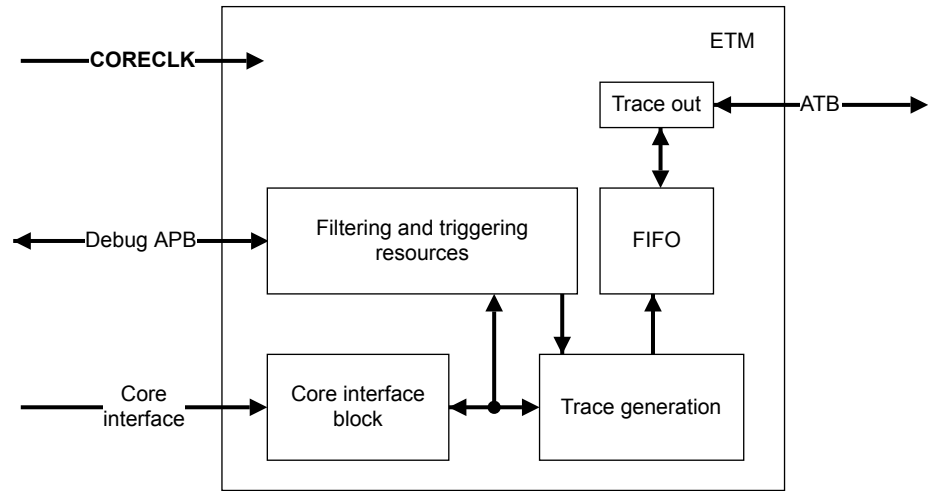 ETM
CORECLK
Trace out
ATB
Debug APB
Filtering and triggering
resources
FIFO
Core
interface
Core interface
block
Trace generation